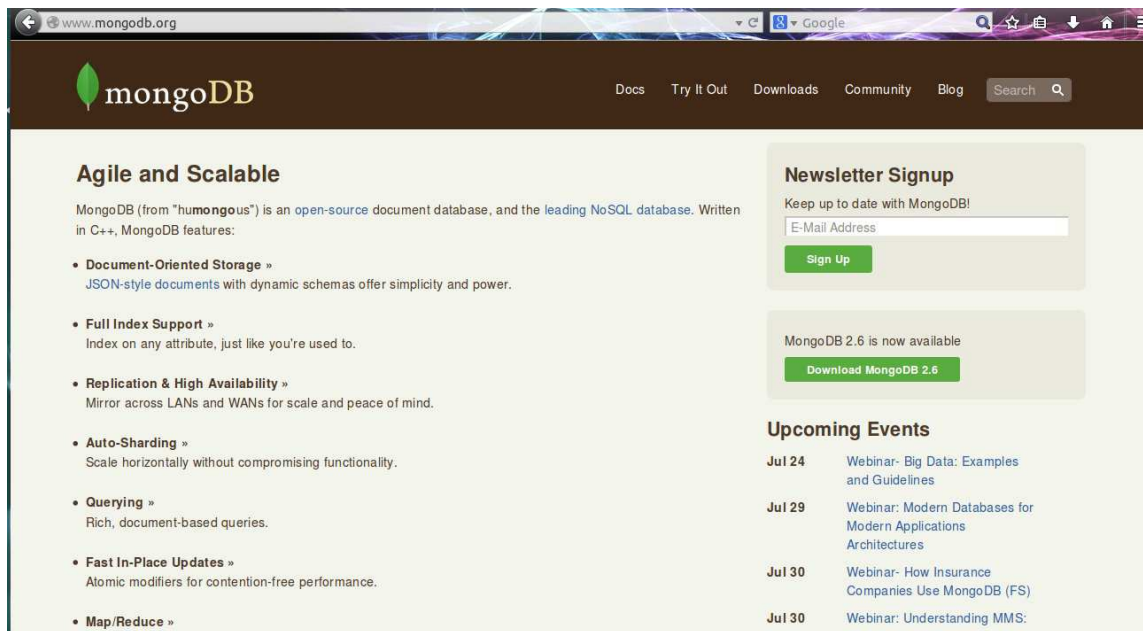 www.mongodb.org
Google
mongoDB
Docs Try It Out Downloads Community Blog Search
Agile and Scalable
MongoDB (from "humongous") is an open-source document database, and the leading NoSQL database. Written
in C++, MongoDB features:
• Document-Oriented Storage »
JSON-style documents with dynamic schemas offer simplicity and power.
• Full Index Support »
Index on any attribute, just like you're used to.
• Replication & High Availability »
Mirror across LANs and WANs for scale and peace of mind.
• Auto-Sharding »
Scale horizontally without compromising functionality.
• Querying »
Rich, document-based queries.
• Fast In-Place Updates »
Atomic modifiers for contention-free performance.
• Map/Reduce »
Newsletter Signup
Keep up to date with MongoDB!
E-Mail Address
Sign Up
MongoDB 2.6 is now available
Download MongoDB 2.6
Upcoming Events
Jul 24 Webinar- Big Data: Examples
and Guidelines
Jul 29 Webinar: Modern Databases for
Modern Applications
Architectures
Jul 30 Webinar- How Insurance
Companies Use MongoDB (FS)
Jul 30 Webinar: Understanding MMS: